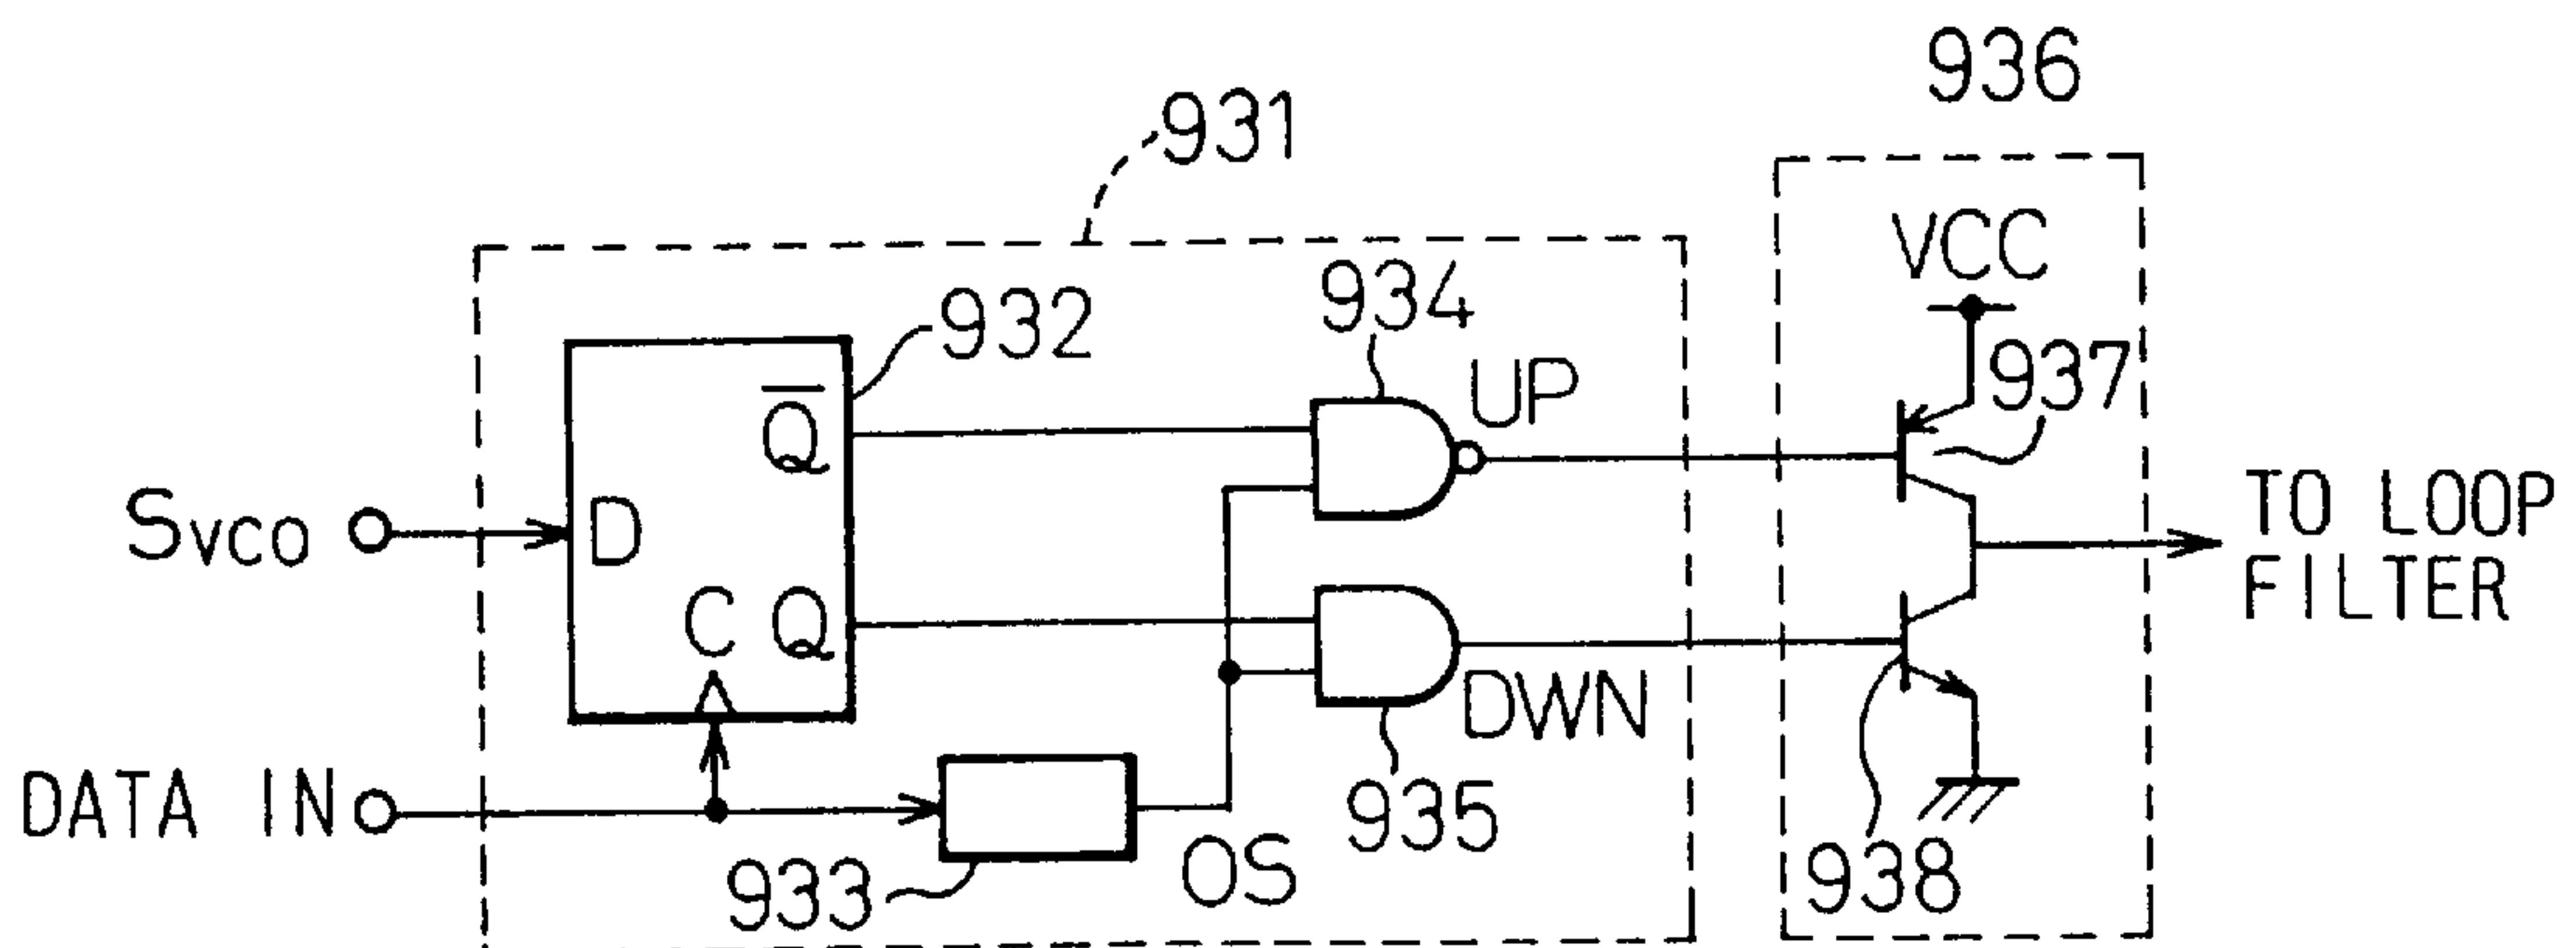 936
931
VCC
934
932
UP
937
Q̅
SVCO
D
TO LOOP
FILTER
C
Q
DWN
DATA IN
935
933
OS
938